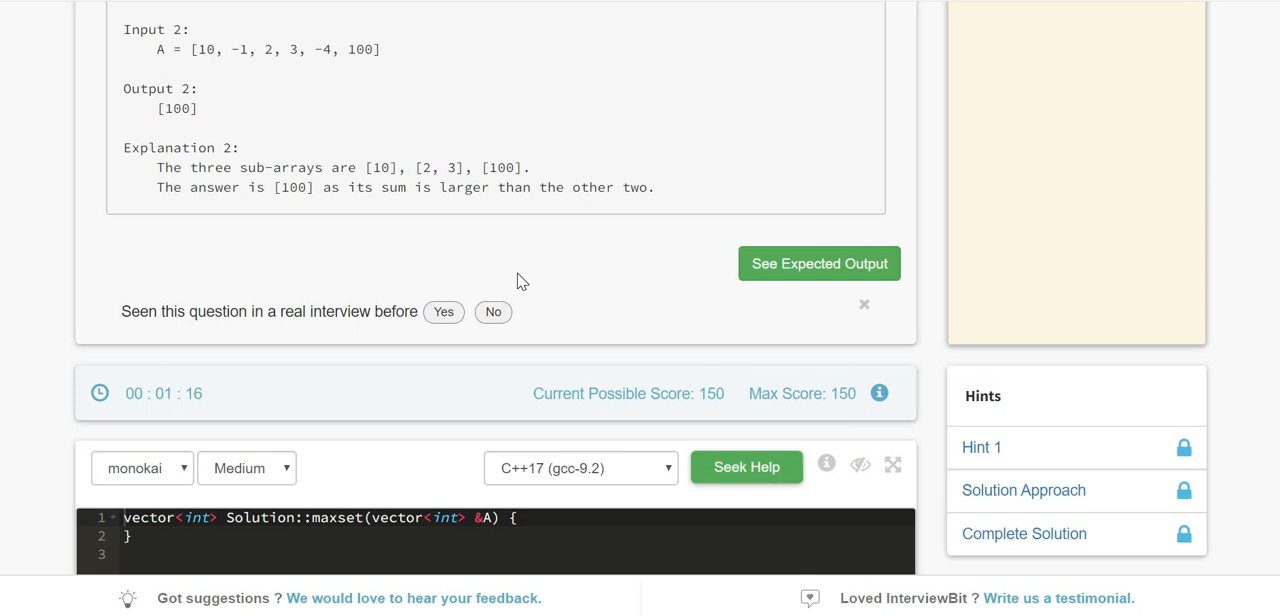 Input 2:
A = [10, -1, 2, 3, -4, 100]
Output 2:
[100]
Explanation 2:
The three sub-arrays are [10], [2, 3], [100].
The answer is [100] as its sum is larger than the other two.
See Expected Output
Seen this question in a real interview before Yes No
00 : 01 : 16 Current Possible Score: 150 Max Score: 150
Hints
Hint 1
Solution Approach
Complete Solution
monokai Medium C++17 (gcc-9.2) Seek Help
1 vector<int> Solution::maxset(vector<int> &A) {
2 }
3
Got suggestions ? We would love to hear your feedback.
Loved InterviewBit ? Write us a testimonial.